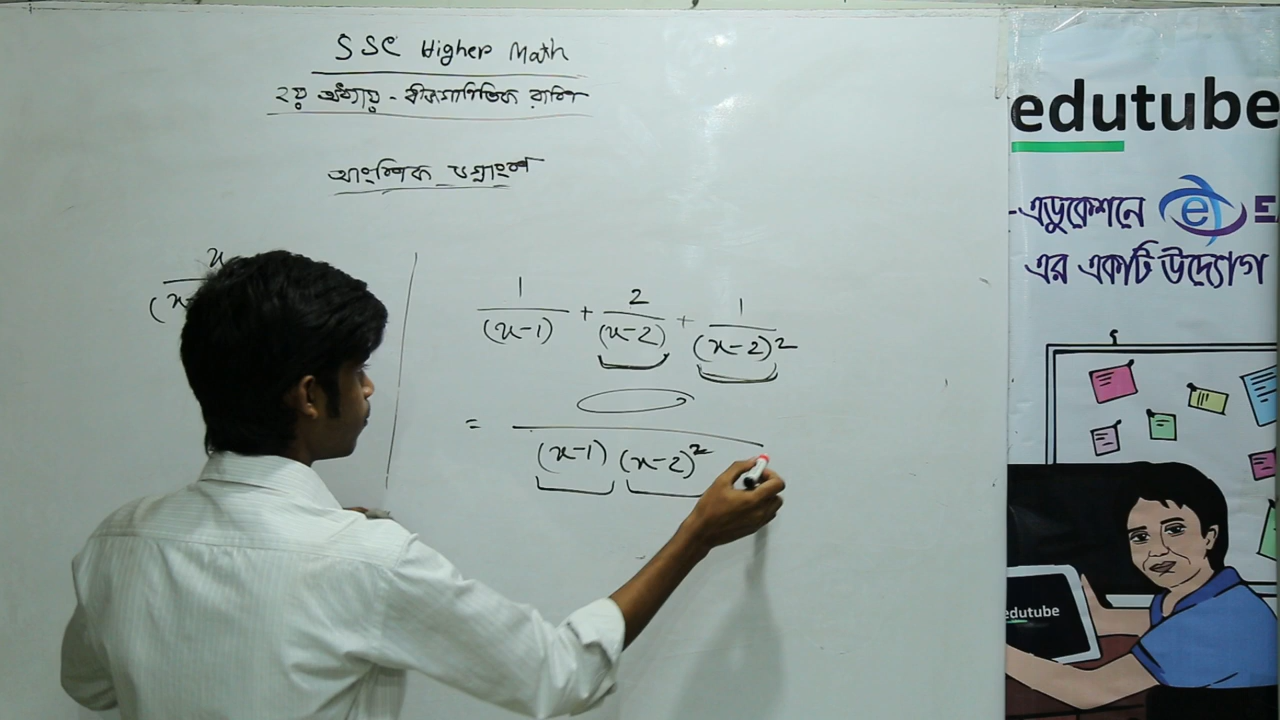 SSC Higher Math
২য় অধ্যায় - বীজগাণিতিক রাশি
আংশিক ভগ্নাংশ
x
(x-
1/(x-1) + 2/(x-2) + 1/(x-2)²
=
(x-1) (x-2)²
edutube
-এডুকেশনে e E
এর একটি উদ্যোগ
edutube